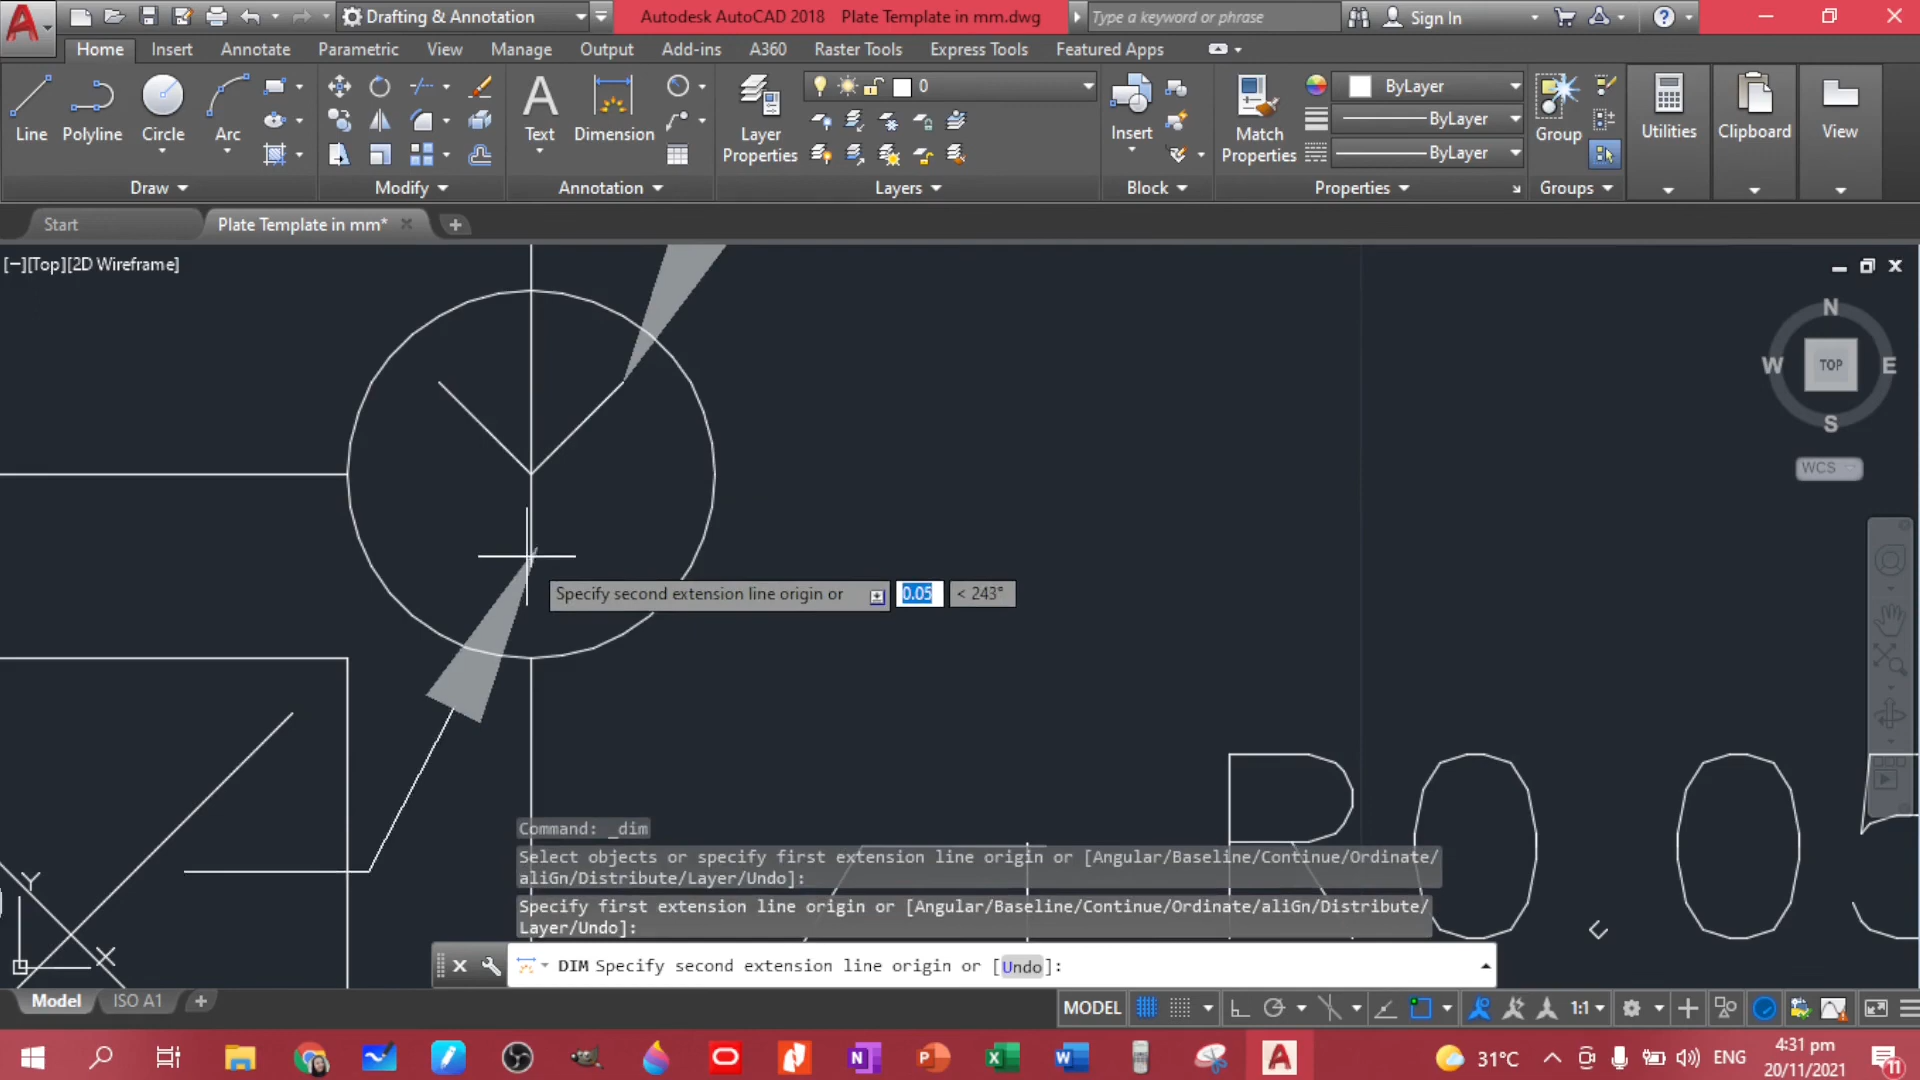 Drafting & Annotation
Autodesk AutoCAD 2018 Plate Template in mm.dwg
Type a keyword or phrase
Sign In
Home Insert Annotate Parametric View Manage Output Add-ins A360 Raster Tools Express Tools Featured Apps
0
ByLayer
ByLayer
ByLayer
Line Polyline Circle Arc
Text Dimension
Layer
Properties
Insert
Match
Properties
Group
Utilities
Clipboard
View
Draw Modify Annotation Layers Block Properties Groups
Start
Plate Template in mm*
[−][Top][2D Wireframe]
N
W
TOP
E
S
WCS
Specify second extension line origin or 0.05 < 243°
R0.05
Command: _dim
Select objects or specify first extension line origin or [Angular/Baseline/Continue/Ordinate/
aliGn/Distribute/Layer/Undo]:
Specify first extension line origin or [Angular/Baseline/Continue/Ordinate/aliGn/Distribute/
Layer/Undo]:
Y
X
DIM Specify second extension line origin or [Undo]:
Model ISO A1
MODEL
1:1
31°C
ENG
4:31 pm
20/11/2021
11